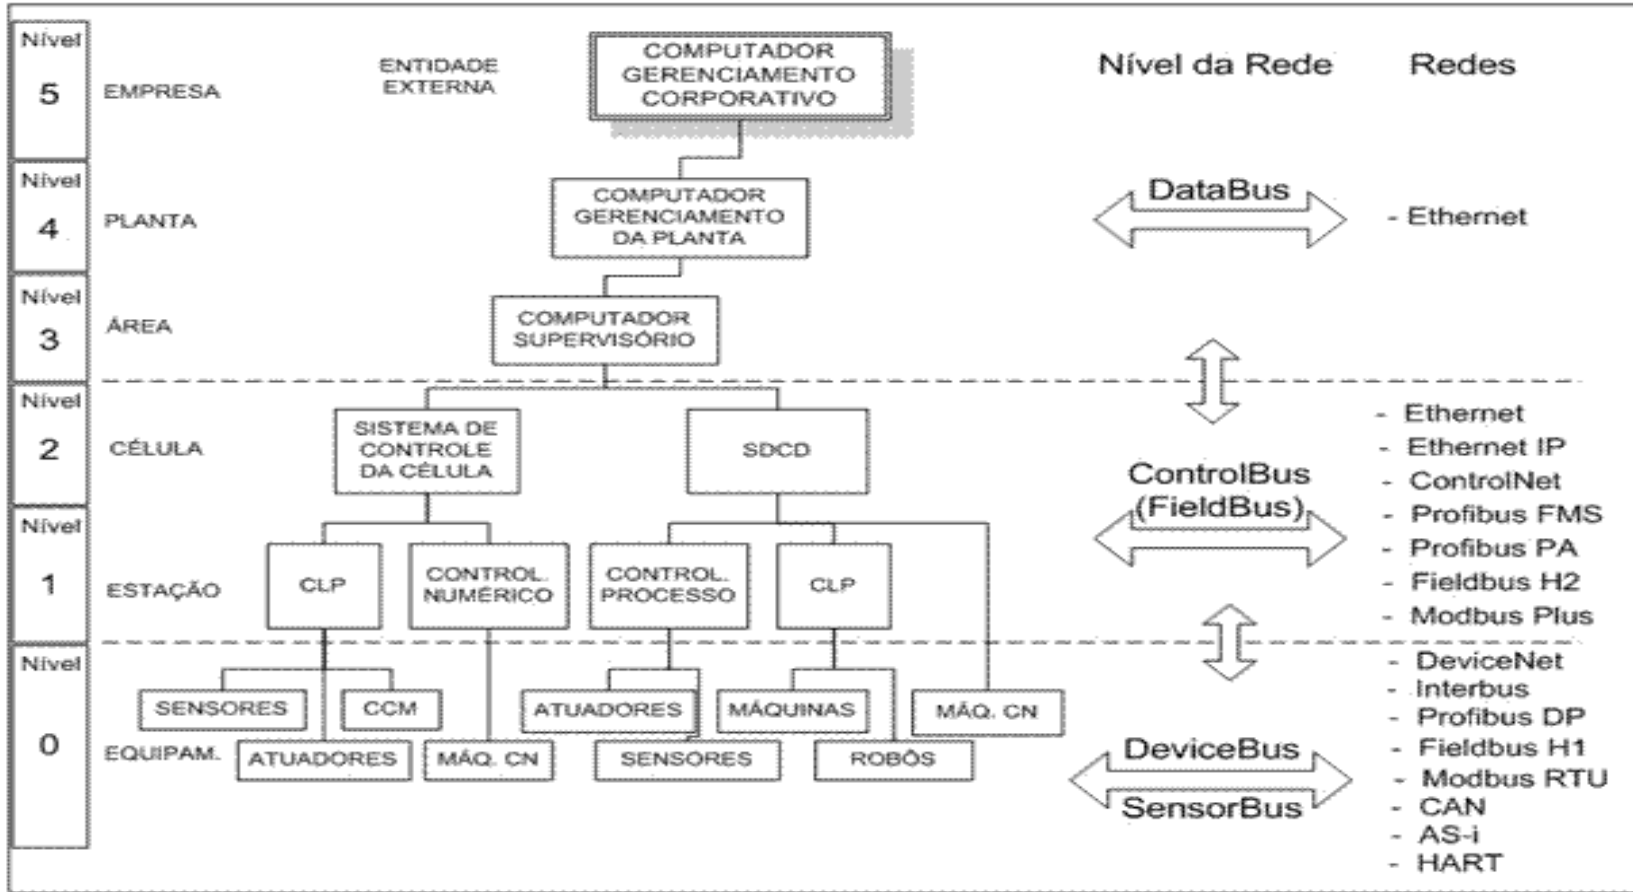 Nível
5
EMPRESA
ENTIDADE
EXTERNA
COMPUTADOR
GERENCIAMENTO
CORPORATIVO
Nível da Rede
Redes
Nível
4
PLANTA
COMPUTADOR
GERENCIAMENTO
DA PLANTA
DataBus
- Ethernet
Nível
3
ÁREA
COMPUTADOR
SUPERVISÓRIO
Nível
2
CÉLULA
SISTEMA DE
CONTROLE
DA CÉLULA
SDCD
Nível
1
ESTAÇÃO
CLP
CONTROL.
NUMÉRICO
CONTROL.
PROCESSO
CLP
ControlBus
(FieldBus)
- Ethernet
- Ethernet IP
- ControlNet
- Profibus FMS
- Profibus PA
- Fieldbus H2
- Modbus Plus
Nível
0
EQUIPAM.
SENSORES
CCM
ATUADORES
MÁQ. CN
ATUADORES
MÁQUINAS
MÁQ. CN
SENSORES
ROBÔS
DeviceBus
SensorBus
- DeviceNet
- Interbus
- Profibus DP
- Fieldbus H1
- Modbus RTU
- CAN
- AS-i
- HART